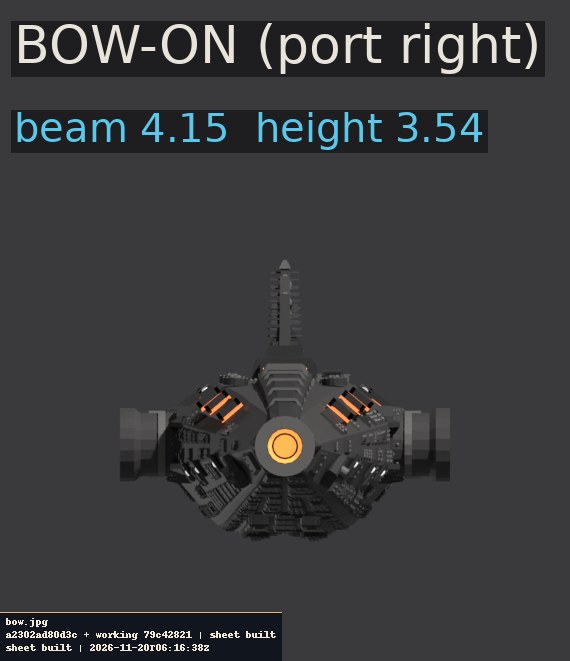 BOW-ON (port right)
beam 4.15  height 3.54
bow.jpg
a2302ad80d3c + working 79c42821 | sheet built
sheet built | 2026-11-20T06:16:38z